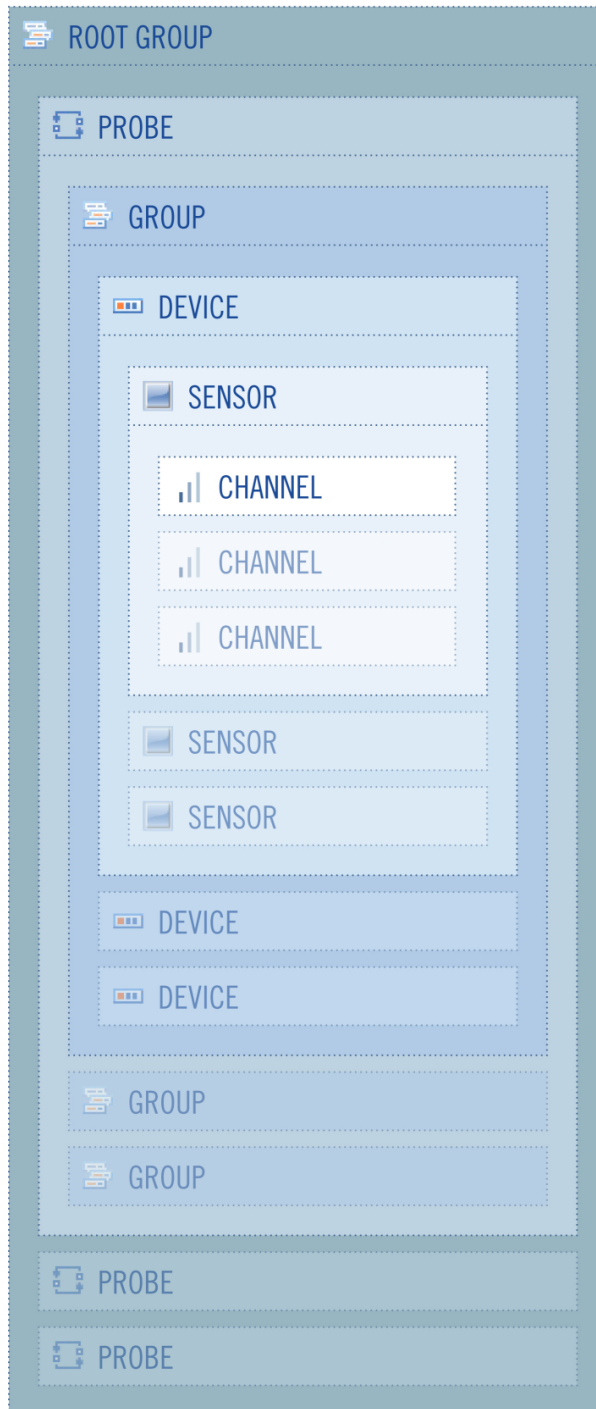 ROOT GROUP
PROBE
GROUP
DEVICE
SENSOR
CHANNEL
CHANNEL
CHANNEL
SENSOR
SENSOR
DEVICE
DEVICE
GROUP
GROUP
PROBE
PROBE